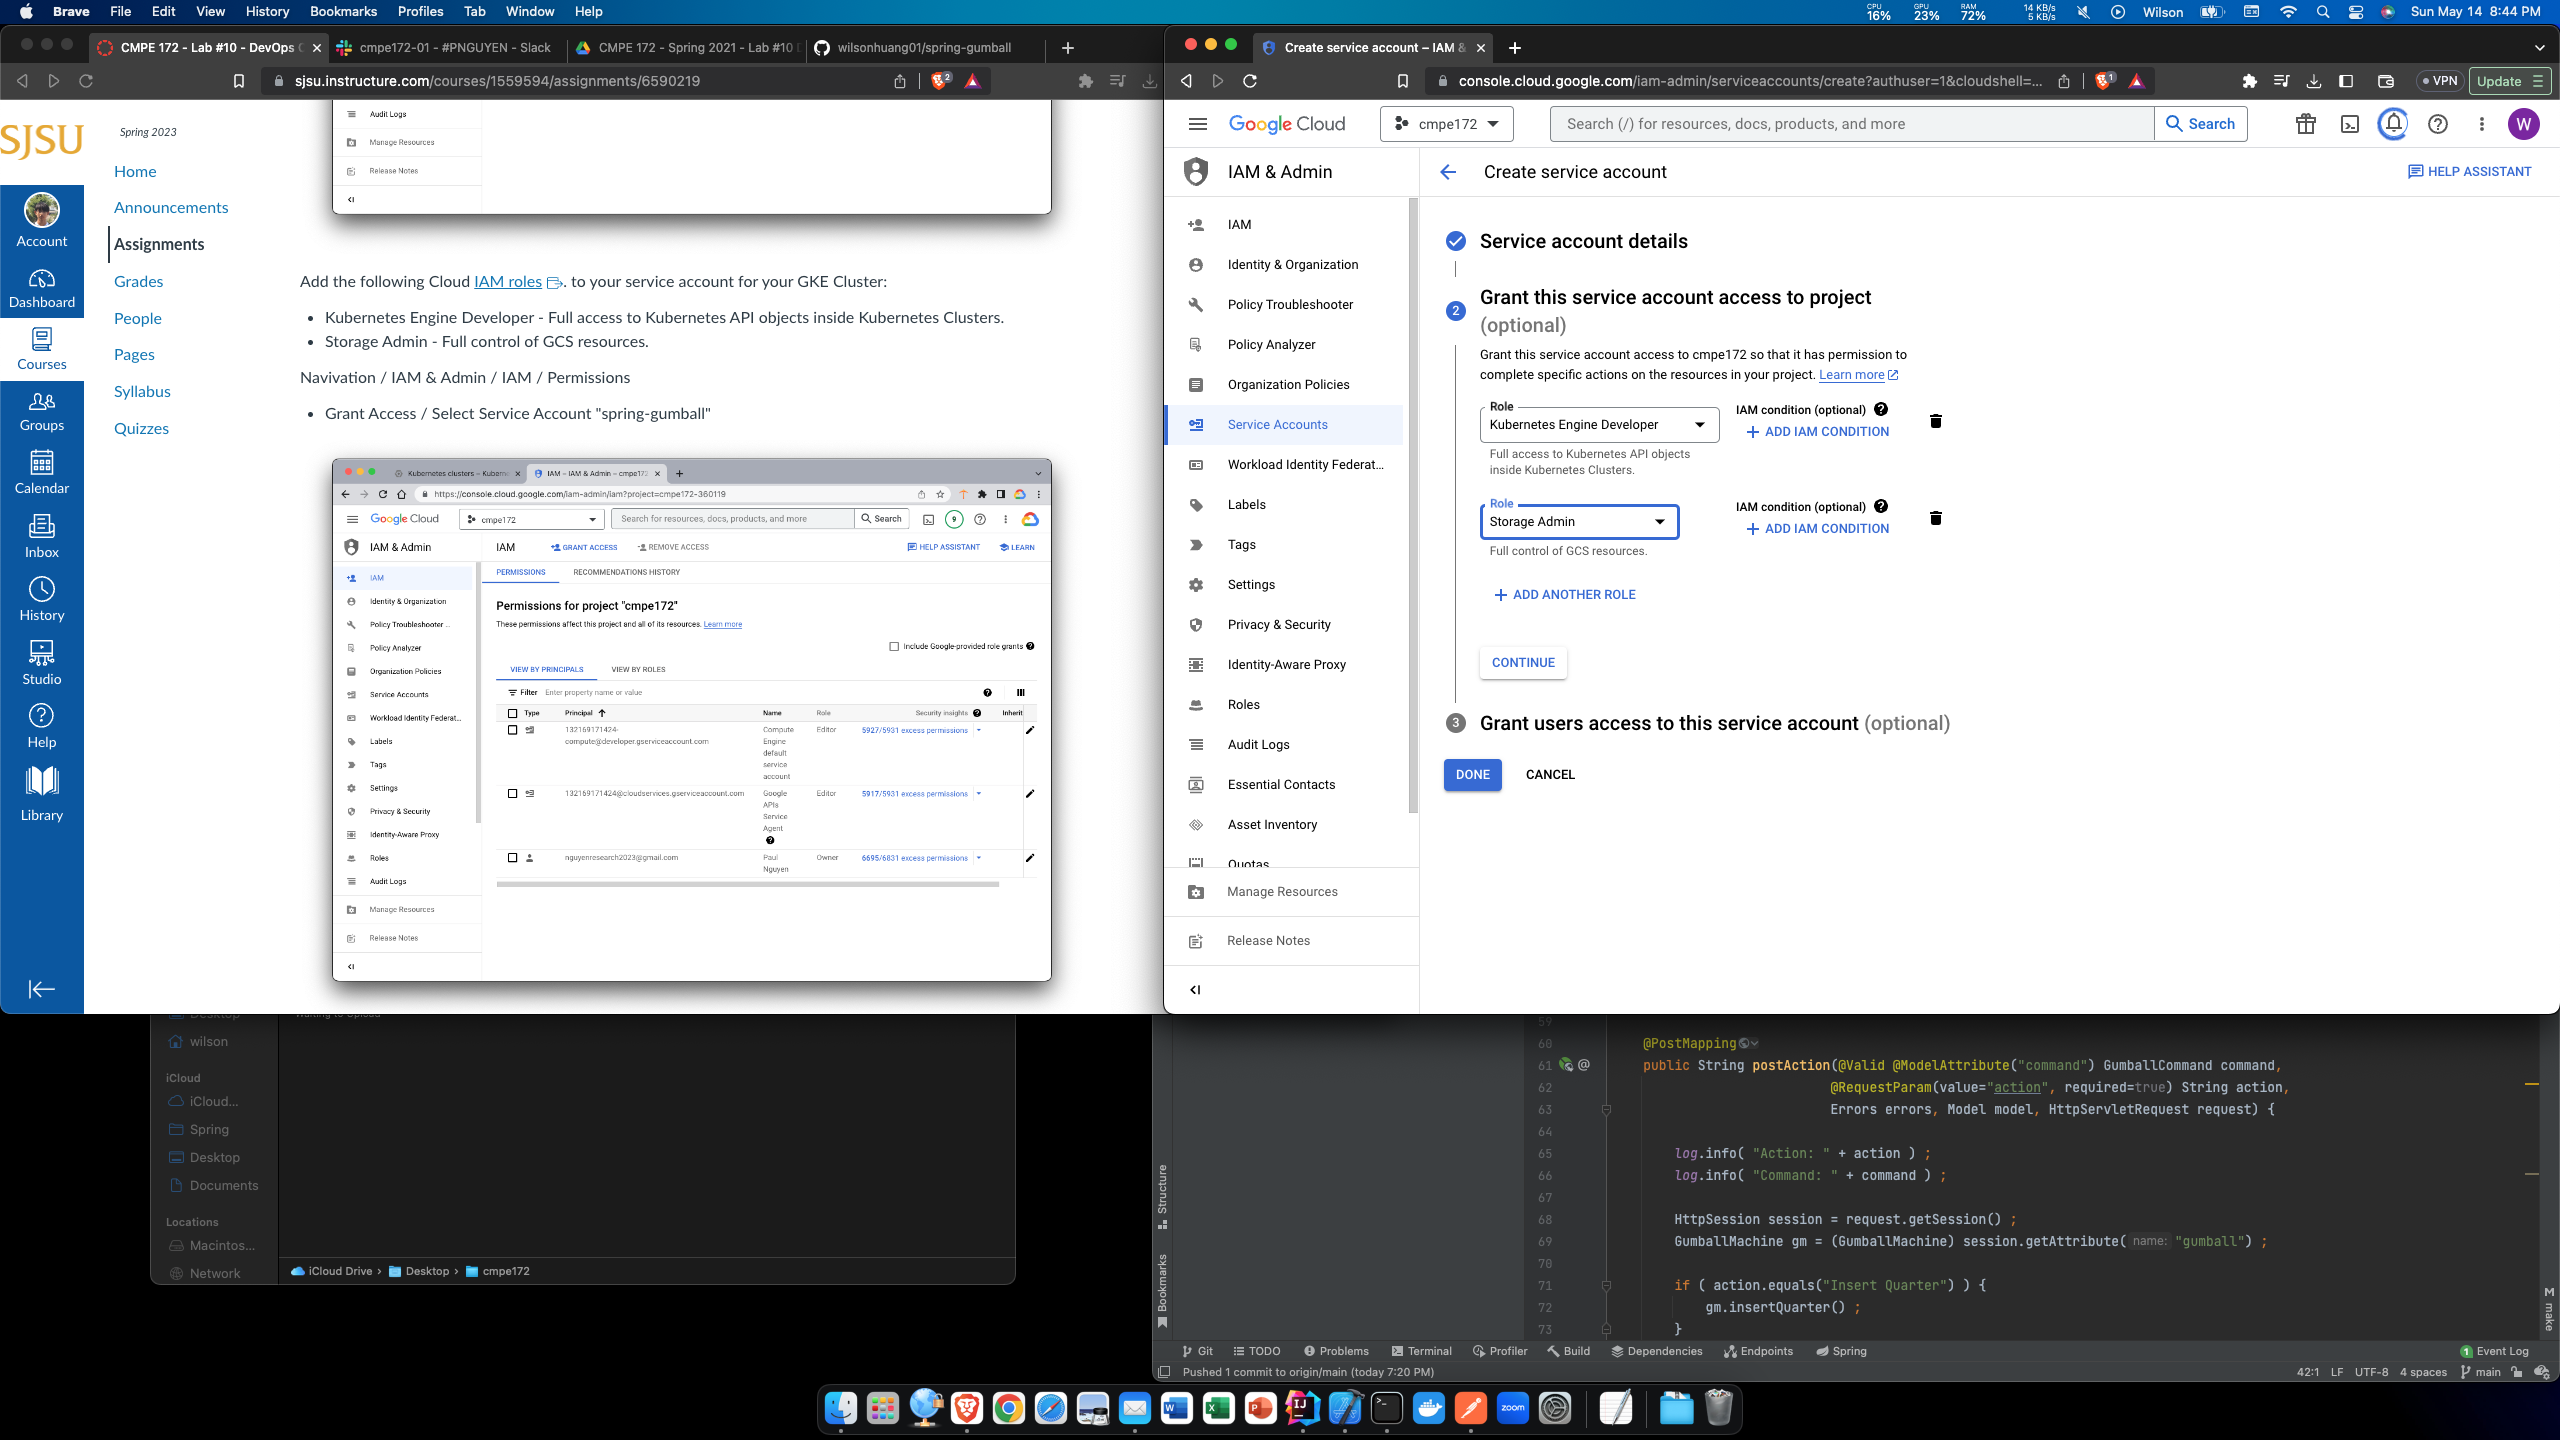 Brave File Edit View History Bookmarks Profiles Tab Window Help
CPU 16% GPU 23% RAM 72% 14 KB/s 5 KB/s Wilson Sun May 14 8:44 PM
CMPE 172 - Lab #10 - DevOps
cmpe172-01 - #PNGUYEN - Slack
CMPE 172 - Spring 2021 - Lab #10
wilsonhuang01/spring-gumball
sjsu.instructure.com/courses/1559594/assignments/6590219
2
SJSU
Account
Dashboard
Courses
Groups
Calendar
Inbox
History
Studio
Help
Library
Spring 2023
Home
Announcements
Assignments
Grades
People
Pages
Syllabus
Quizzes
Audit Logs
Manage Resources
Release Notes
Add the following Cloud IAM roles . to your service account for your GKE Cluster:
• Kubernetes Engine Developer - Full access to Kubernetes API objects inside Kubernetes Clusters.
• Storage Admin - Full control of GCS resources.
Navivation / IAM & Admin / IAM / Permissions
• Grant Access / Select Service Account "spring-gumball"
Kubernetes clusters – Kuberne
IAM – IAM & Admin – cmpe172
https://console.cloud.google.com/iam-admin/iam?project=cmpe172-360119
Google Cloud cmpe172 Search for resources, docs, products, and more Search 9
IAM & Admin IAM GRANT ACCESS REMOVE ACCESS HELP ASSISTANT LEARN
IAM
Identity & Organization
Policy Troubleshooter ...
Policy Analyzer
Organization Policies
Service Accounts
Workload Identity Federat...
Labels
Tags
Settings
Privacy & Security
Identity-Aware Proxy
Roles
Audit Logs
Manage Resources
Release Notes
PERMISSIONS RECOMMENDATIONS HISTORY
Permissions for project "cmpe172"
These permissions affect this project and all of its resources. Learn more
Include Google-provided role grants
VIEW BY PRINCIPALS VIEW BY ROLES
Filter Enter property name or value
Type Principal Name Role Security insights Inherit
132169171424-compute@developer.gserviceaccount.com Compute Engine default service account Editor 5927/5931 excess permissions
132169171424@cloudservices.gserviceaccount.com Google APIs Service Agent Editor 5917/5931 excess permissions
nguyenresearch2023@gmail.com Paul Nguyen Owner 6695/6831 excess permissions
Create service account – IAM &
console.cloud.google.com/iam-admin/serviceaccounts/create?authuser=1&cloudshell=...
1
VPN Update
Google Cloud cmpe172 Search (/) for resources, docs, products, and more Search W
IAM & Admin
Create service account
HELP ASSISTANT
IAM
Identity & Organization
Policy Troubleshooter
Policy Analyzer
Organization Policies
Service Accounts
Workload Identity Federat...
Labels
Tags
Settings
Privacy & Security
Identity-Aware Proxy
Roles
Audit Logs
Essential Contacts
Asset Inventory
Quotas
Manage Resources
Release Notes
Service account details
2 Grant this service account access to project
(optional)
Grant this service account access to cmpe172 so that it has permission to
complete specific actions on the resources in your project. Learn more
Role
Kubernetes Engine Developer
IAM condition (optional)
ADD IAM CONDITION
Full access to Kubernetes API objects
inside Kubernetes Clusters.
Role
Storage Admin
IAM condition (optional)
ADD IAM CONDITION
Full control of GCS resources.
ADD ANOTHER ROLE
CONTINUE
3 Grant users access to this service account (optional)
DONE CANCEL
Desktop
wilson
iCloud
iCloud...
Spring
Desktop
Documents
Locations
Macintos...
Network
iCloud Drive › Desktop › cmpe172
59
60 @PostMapping
61 public String postAction(@Valid @ModelAttribute("command") GumballCommand command,
62 @RequestParam(value="action", required=true) String action,
63 Errors errors, Model model, HttpServletRequest request) {
64
65 log.info( "Action: " + action ) ;
66 log.info( "Command: " + command ) ;
67
68 HttpSession session = request.getSession() ;
69 GumballMachine gm = (GumballMachine) session.getAttribute( name: "gumball") ;
70
71 if ( action.equals("Insert Quarter") ) {
72 gm.insertQuarter() ;
73 }
Structure
Bookmarks
M make
Git TODO Problems Terminal Profiler Build Dependencies Endpoints Spring 1 Event Log
Pushed 1 commit to origin/main (today 7:20 PM) 42:1 LF UTF-8 4 spaces main
zoom